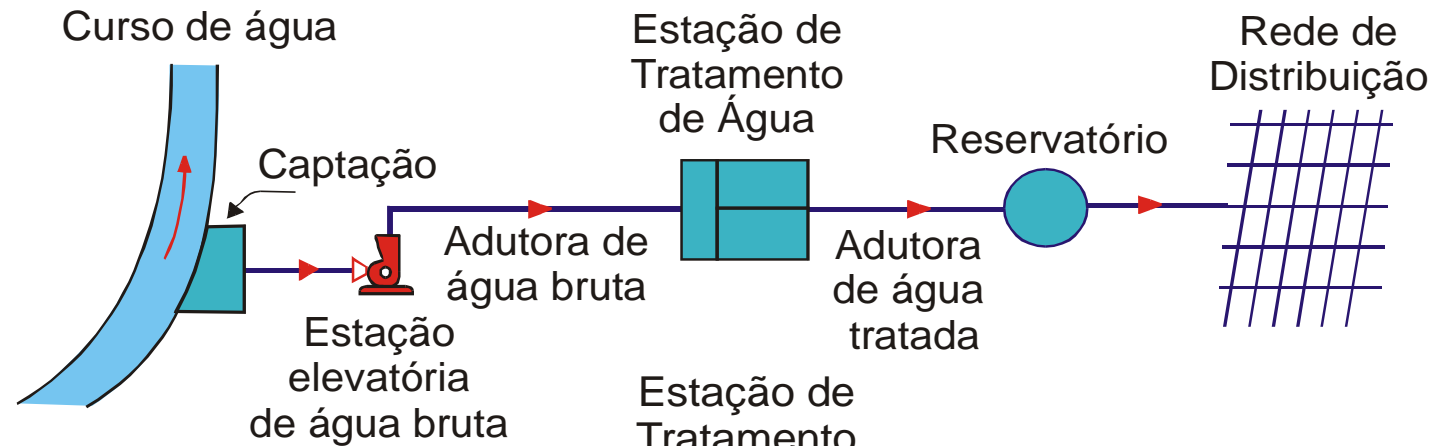 Curso de água
Estação de
Tratamento
de Água
Rede de
Distribuição
Captação
Reservatório
Adutora de
água bruta
Adutora
de água
tratada
Estação
elevatória
de água bruta
Estação de
Tratamento